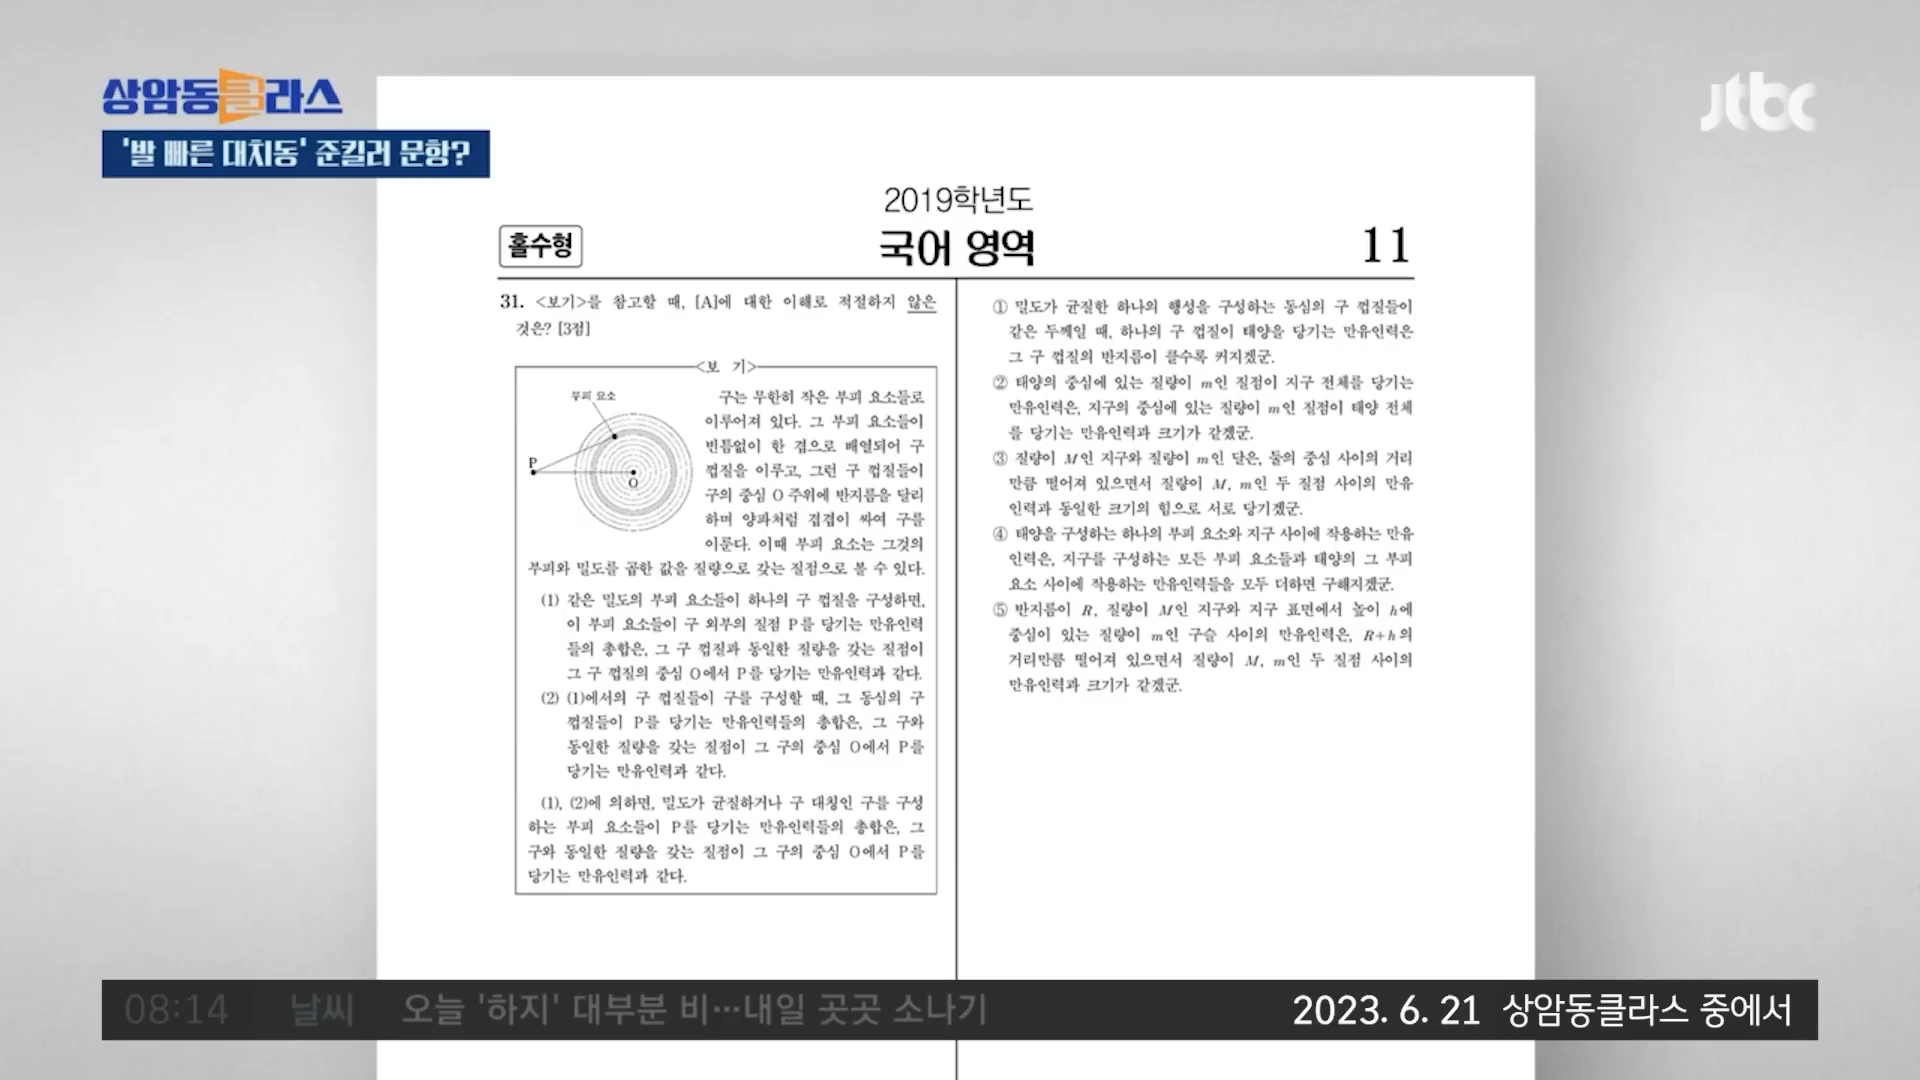 상암동클라스
'발 빠른 대치동' 준킬러 문항?
jtbc
2019학년도
홀수형
국어 영역
11
31. <보기>를 참고할 때, [A]에 대한 이해로 적절하지 않은
것은? [3점]
<보 기>
부피 요소
P
O
구는 무한히 작은 부피 요소들로
이루어져 있다. 그 부피 요소들이
빈틈없이 한 겹으로 배열되어 구
껍질을 이루고, 그런 구 껍질들이
구의 중심 O 주위에 반지름을 달리
하며 양파처럼 겹겹이 싸여 구를
이룬다. 이때 부피 요소는 그것의
부피와 밀도를 곱한 값을 질량으로 갖는 질점으로 볼 수 있다.
(1) 같은 밀도의 부피 요소들이 하나의 구 껍질을 구성하면,
이 부피 요소들이 구 외부의 질점 P를 당기는 만유인력
들의 총합은, 그 구 껍질과 동일한 질량을 갖는 질점이
그 구 껍질의 중심 O에서 P를 당기는 만유인력과 같다.
(2) (1)에서의 구 껍질들이 구를 구성할 때, 그 동심의 구
껍질들이 P를 당기는 만유인력들의 총합은, 그 구와
동일한 질량을 갖는 질점이 그 구의 중심 O에서 P를
당기는 만유인력과 같다.
(1), (2)에 의하면, 밀도가 균질하거나 구 대칭인 구를 구성
하는 부피 요소들이 P를 당기는 만유인력들의 총합은, 그
구와 동일한 질량을 갖는 질점이 그 구의 중심 O에서 P를
당기는 만유인력과 같다.
① 밀도가 균질한 하나의 행성을 구성하는 동심의 구 껍질들이
같은 두께일 때, 하나의 구 껍질이 태양을 당기는 만유인력은
그 구 껍질의 반지름이 클수록 커지겠군.
② 태양의 중심에 있는 질량이 m인 질점이 지구 전체를 당기는
만유인력은, 지구의 중심에 있는 질량이 m인 질점이 태양 전체
를 당기는 만유인력과 크기가 같겠군.
③ 질량이 M인 지구와 질량이 m인 달은, 둘의 중심 사이의 거리
만큼 떨어져 있으면서 질량이 M, m인 두 질점 사이의 만유
인력과 동일한 크기의 힘으로 서로 당기겠군.
④ 태양을 구성하는 하나의 부피 요소와 지구 사이에 작용하는 만유
인력은, 지구를 구성하는 모든 부피 요소들과 태양의 그 부피
요소 사이에 작용하는 만유인력들을 모두 더하면 구해지겠군.
⑤ 반지름이 R, 질량이 M인 지구와 지구 표면에서 높이 h에
중심이 있는 질량이 m인 구슬 사이의 만유인력은, R+h의
거리만큼 떨어져 있으면서 질량이 M, m인 두 질점 사이의
만유인력과 크기가 같겠군.
08:14 날씨 오늘 '하지' 대부분 비…내일 곳곳 소나기
2023. 6. 21 상암동클라스 중에서